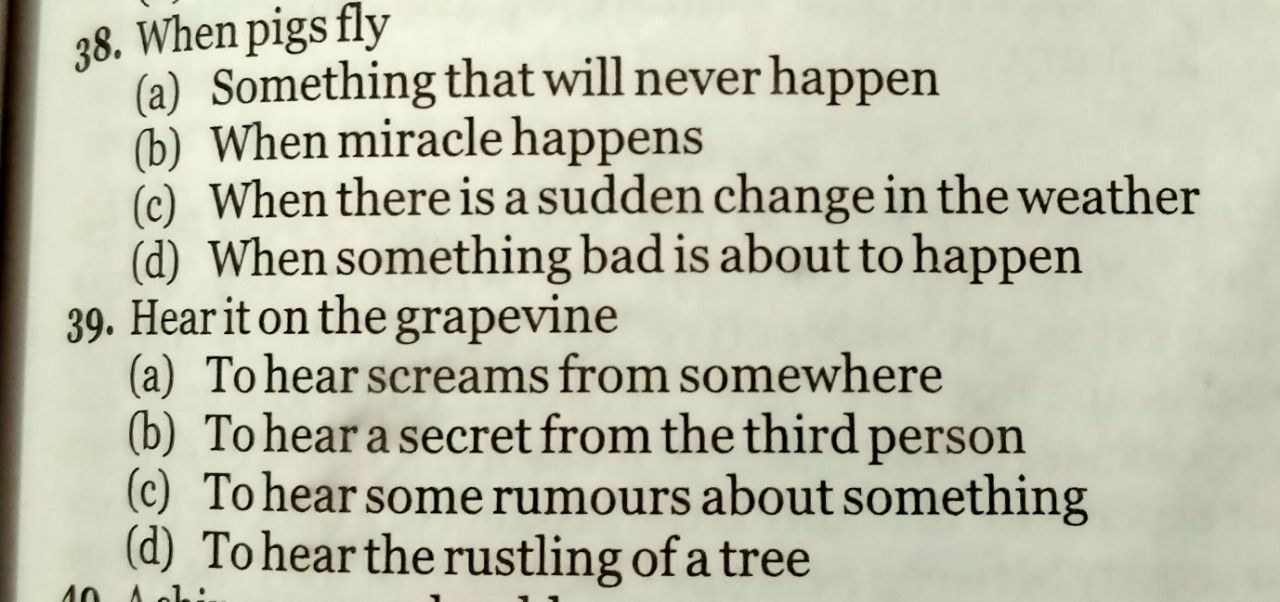 38. When pigs fly
(a) Something that will never happen
(b) When miracle happens
(c) When there is a sudden change in the weather
(d) When something bad is about to happen
39. Hear it on the grapevine
(a) To hear screams from somewhere
(b) To hear a secret from the third person
(c) To hear some rumours about something
(d) To hear the rustling of a tree
40. A